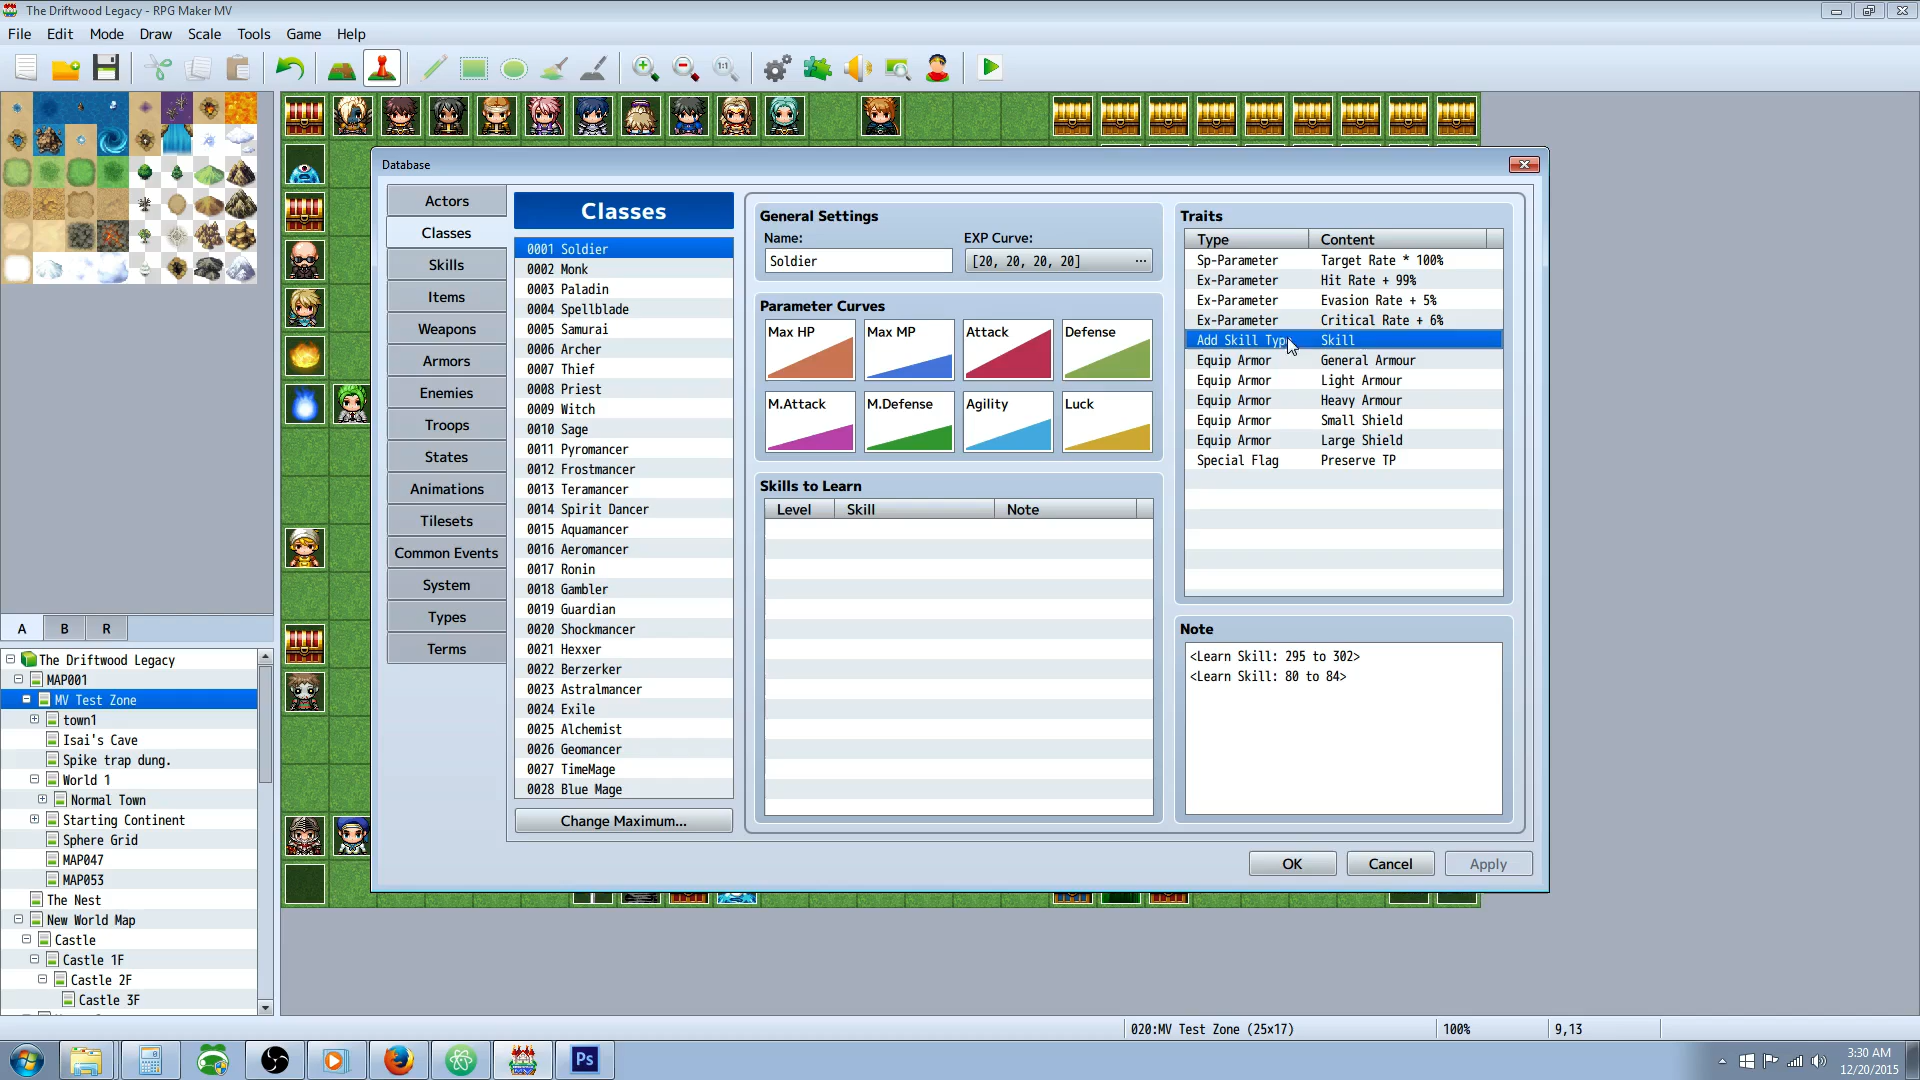 The Driftwood Legacy - RPG Maker MV
File Edit Mode Draw Scale Tools Game Help
1:1
Database
Actors
Classes
Skills
Items
Weapons
Armors
Enemies
Troops
States
Animations
Tilesets
Common Events
System
Types
Terms
Classes
0001 Soldier
0002 Monk
0003 Paladin
0004 Spellblade
0005 Samurai
0006 Archer
0007 Thief
0008 Priest
0009 Witch
0010 Sage
0011 Pyromancer
0012 Frostmancer
0013 Teramancer
0014 Spirit Dancer
0015 Aquamancer
0016 Aeromancer
0017 Ronin
0018 Gambler
0019 Guardian
0020 Shockmancer
0021 Hexxer
0022 Berzerker
0023 Astralmancer
0024 Exile
0025 Alchemist
0026 Geomancer
0027 TimeMage
0028 Blue Mage
Change Maximum...
General Settings
Name: EXP Curve:
Soldier [20, 20, 20, 20] ...
Parameter Curves
Max HP Max MP Attack Defense
M.Attack M.Defense Agility Luck
Skills to Learn
Level Skill Note
Traits
Type Content
Sp-Parameter Target Rate * 100%
Ex-Parameter Hit Rate + 99%
Ex-Parameter Evasion Rate + 5%
Ex-Parameter Critical Rate + 6%
Add Skill Type Skill
Equip Armor General Armour
Equip Armor Light Armour
Equip Armor Heavy Armour
Equip Armor Small Shield
Equip Armor Large Shield
Special Flag Preserve TP
Note
<Learn Skill: 295 to 302>
<Learn Skill: 80 to 84>
OK Cancel Apply
A B R
The Driftwood Legacy
MAP001
MV Test Zone
town1
Isai's Cave
Spike trap dung.
World 1
Normal Town
Starting Continent
Sphere Grid
MAP047
MAP053
The Nest
New World Map
Castle
Castle 1F
Castle 2F
Castle 3F
020:MV Test Zone (25x17) 100% 9,13
Ps
3:30 AM
12/20/2015